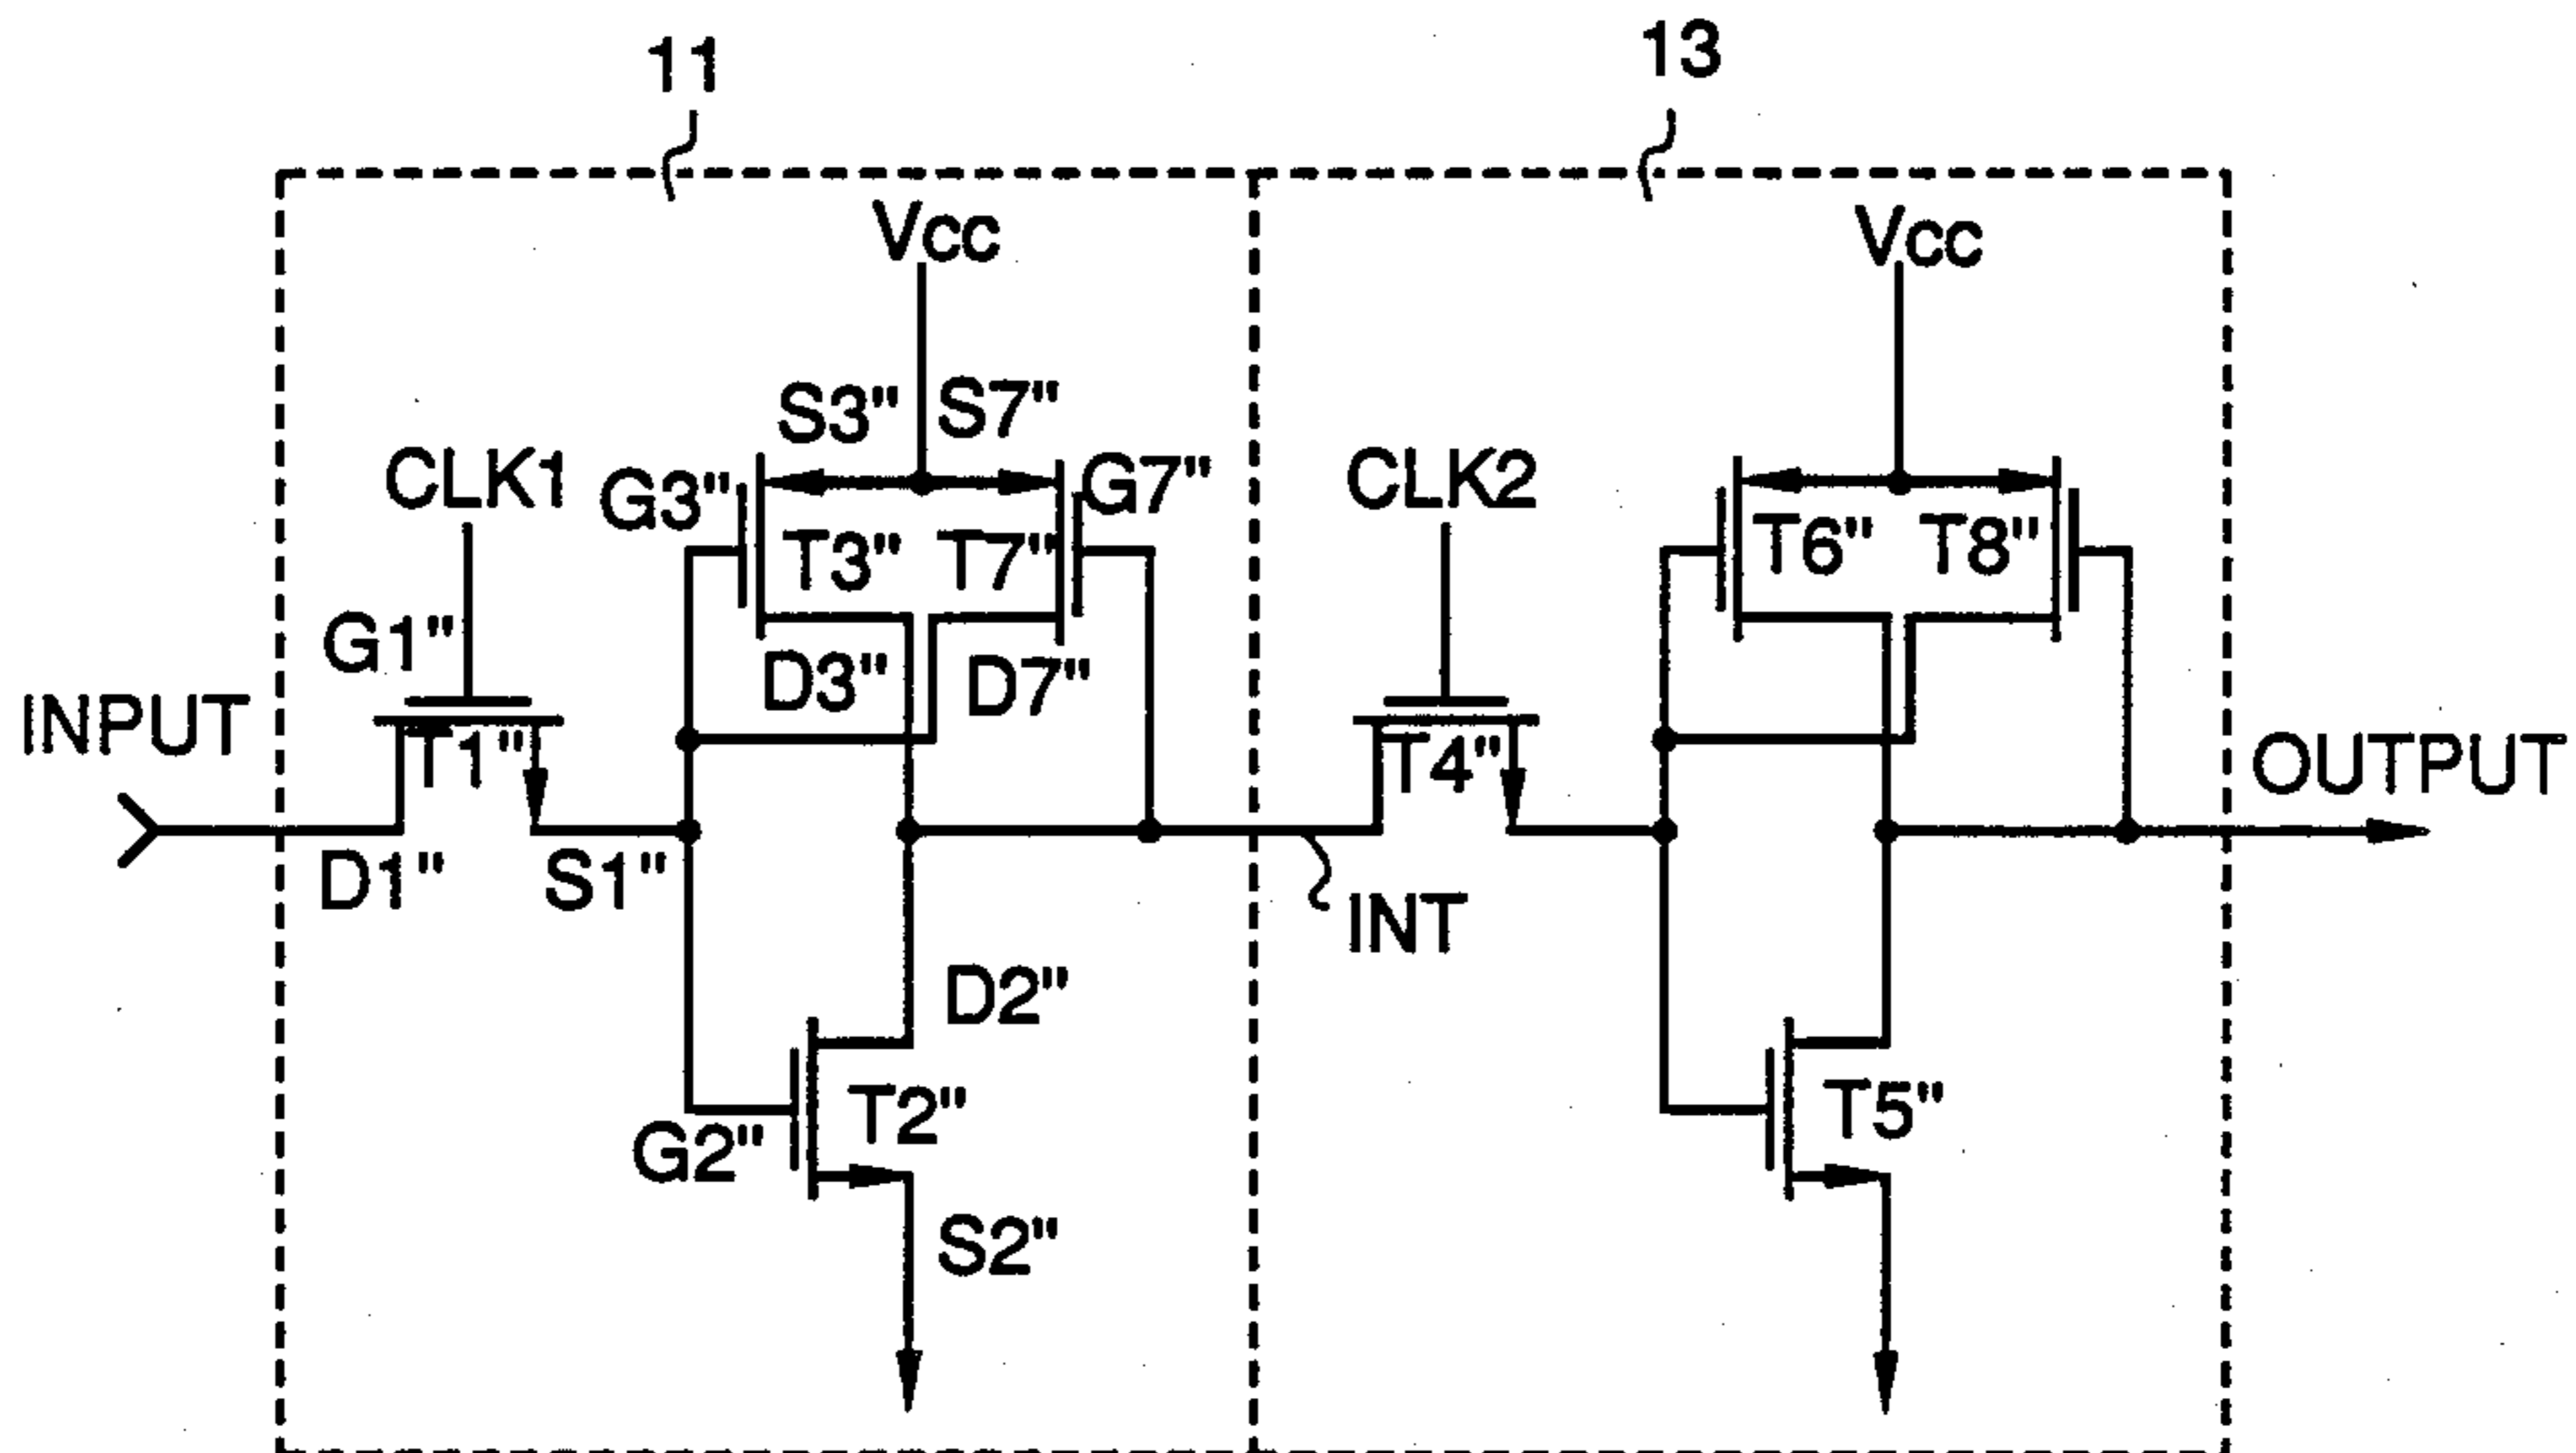 11
13
Vcc
Vcc
S3" S7"
CLK1
G3"
G7"
CLK2
T3" T7"
T6" T8"
G1"
D3" D7"
INPUT
T1"
T4"
OUTPUT
D1" S1"
INT
D2"
T2"
T5"
G2"
S2"